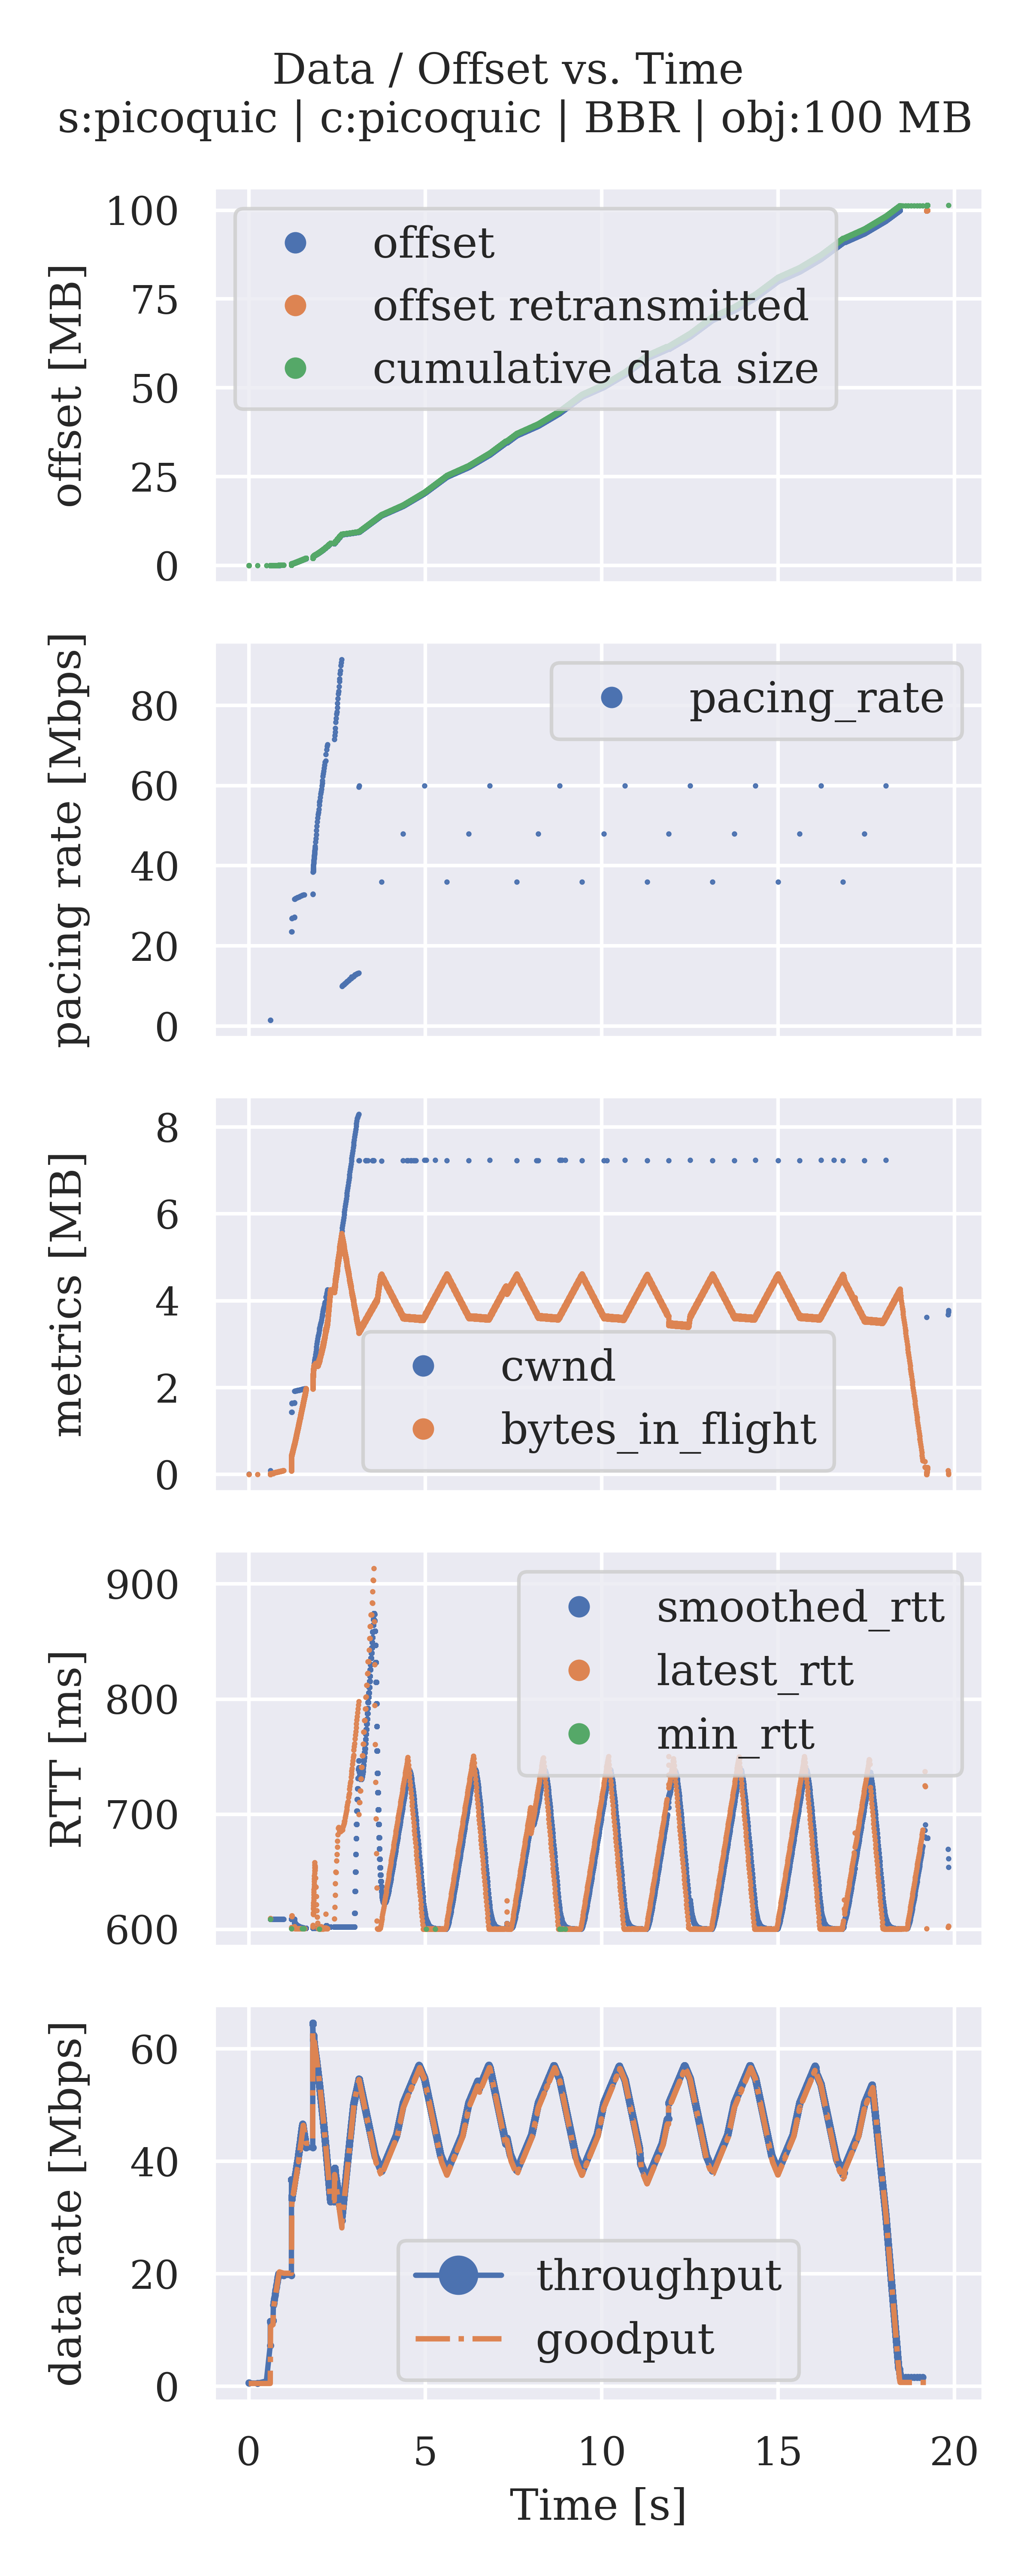 Data / Offset vs. Time
s:picoquic | c:picoquic | BBR | obj:100 MB
offset [MB]
100
75
50
25
0
offset
offset retransmitted
cumulative data size
pacing rate [Mbps]
80
60
40
20
0
pacing_rate
metrics [MB]
8
6
4
2
0
cwnd
bytes_in_flight
RTT [ms]
900
800
700
600
smoothed_rtt
latest_rtt
min_rtt
data rate [Mbps]
60
40
20
0
throughput
goodput
0 5 10 15 20
Time [s]